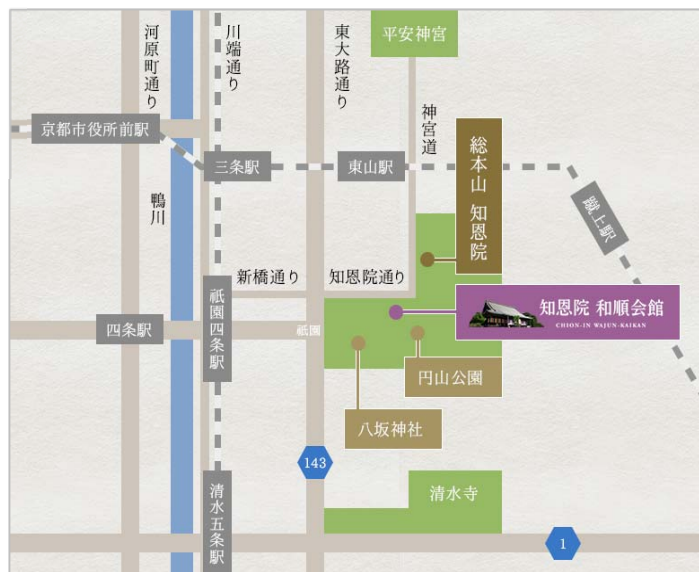 河原町通り
川端通り
東大路通り
平安神宮
神宮道
京都市役所前駅
三条駅
東山駅
総本山 知恩院
蹴上駅
鴨川
新橋通り
知恩院通り
祇園四条駅
知恩院 和順会館
CHION-IN WAJUN-KAIKAN
四条駅
祇園
円山公園
八坂神社
143
清水五条駅
清水寺
1